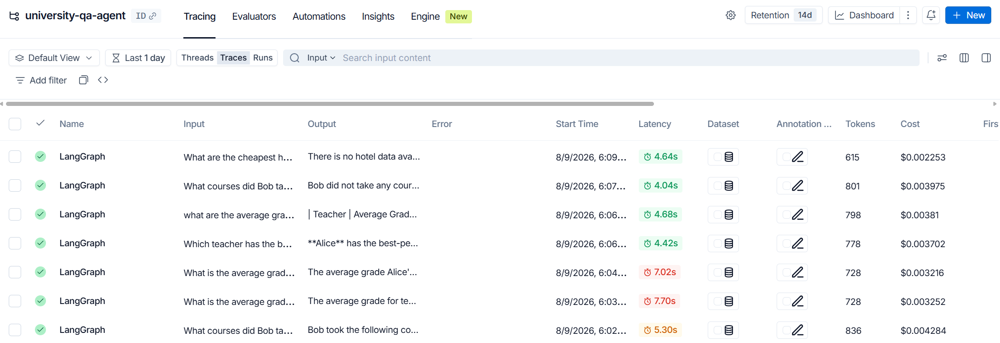 university-qa-agent ID Tracing Evaluators Automations Insights Engine New Retention 14d Dashboard New
Default View Last 1 day Threads Traces Runs Input Search input content
Add filter
Name Input Output Error Start Time Latency Dataset Annotation ... Tokens Cost Firs
LangGraph What are the cheapest h... There is no hotel data ava... 8/9/2026, 6:09... 4.64s 615 $0.002253
LangGraph What courses did Bob ta... Bob did not take any cour... 8/9/2026, 6:07... 4.04s 801 $0.003975
LangGraph what are the average gra... | Teacher | Average Grad... 8/9/2026, 6:06... 4.68s 798 $0.00381
LangGraph Which teacher has the b... **Alice** has the best-pe... 8/9/2026, 6:06... 4.42s 778 $0.003702
LangGraph What is the average grad... The average grade Alice'... 8/9/2026, 6:04... 7.02s 728 $0.003216
LangGraph What is the average grad... The average grade for te... 8/9/2026, 6:03... 7.70s 728 $0.003252
LangGraph What courses did Bob ta... Bob took the following co... 8/9/2026, 6:02... 5.30s 836 $0.004284